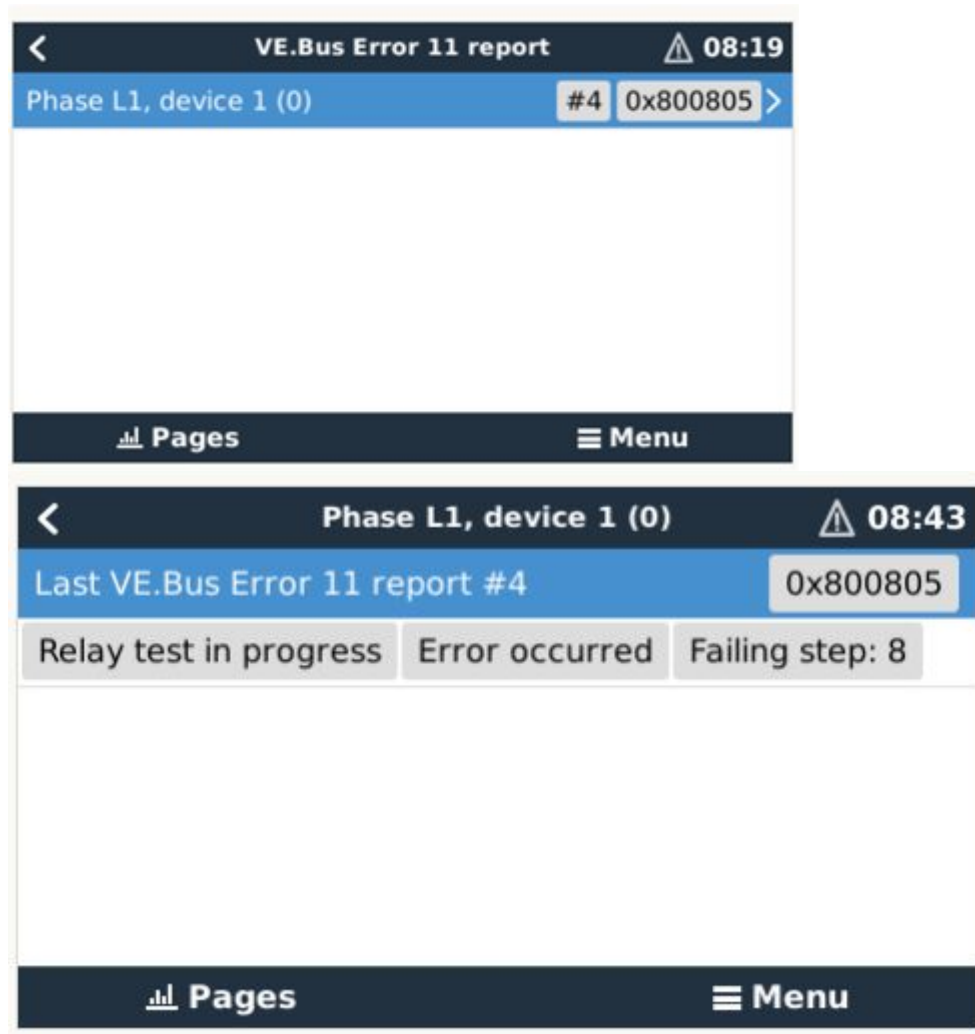 VE.Bus Error 11 report 08:19
Phase L1, device 1 (0) #4 0x800805
Pages Menu
Phase L1, device 1 (0) 08:43
Last VE.Bus Error 11 report #4 0x800805
Relay test in progress Error occurred Failing step: 8
Pages Menu